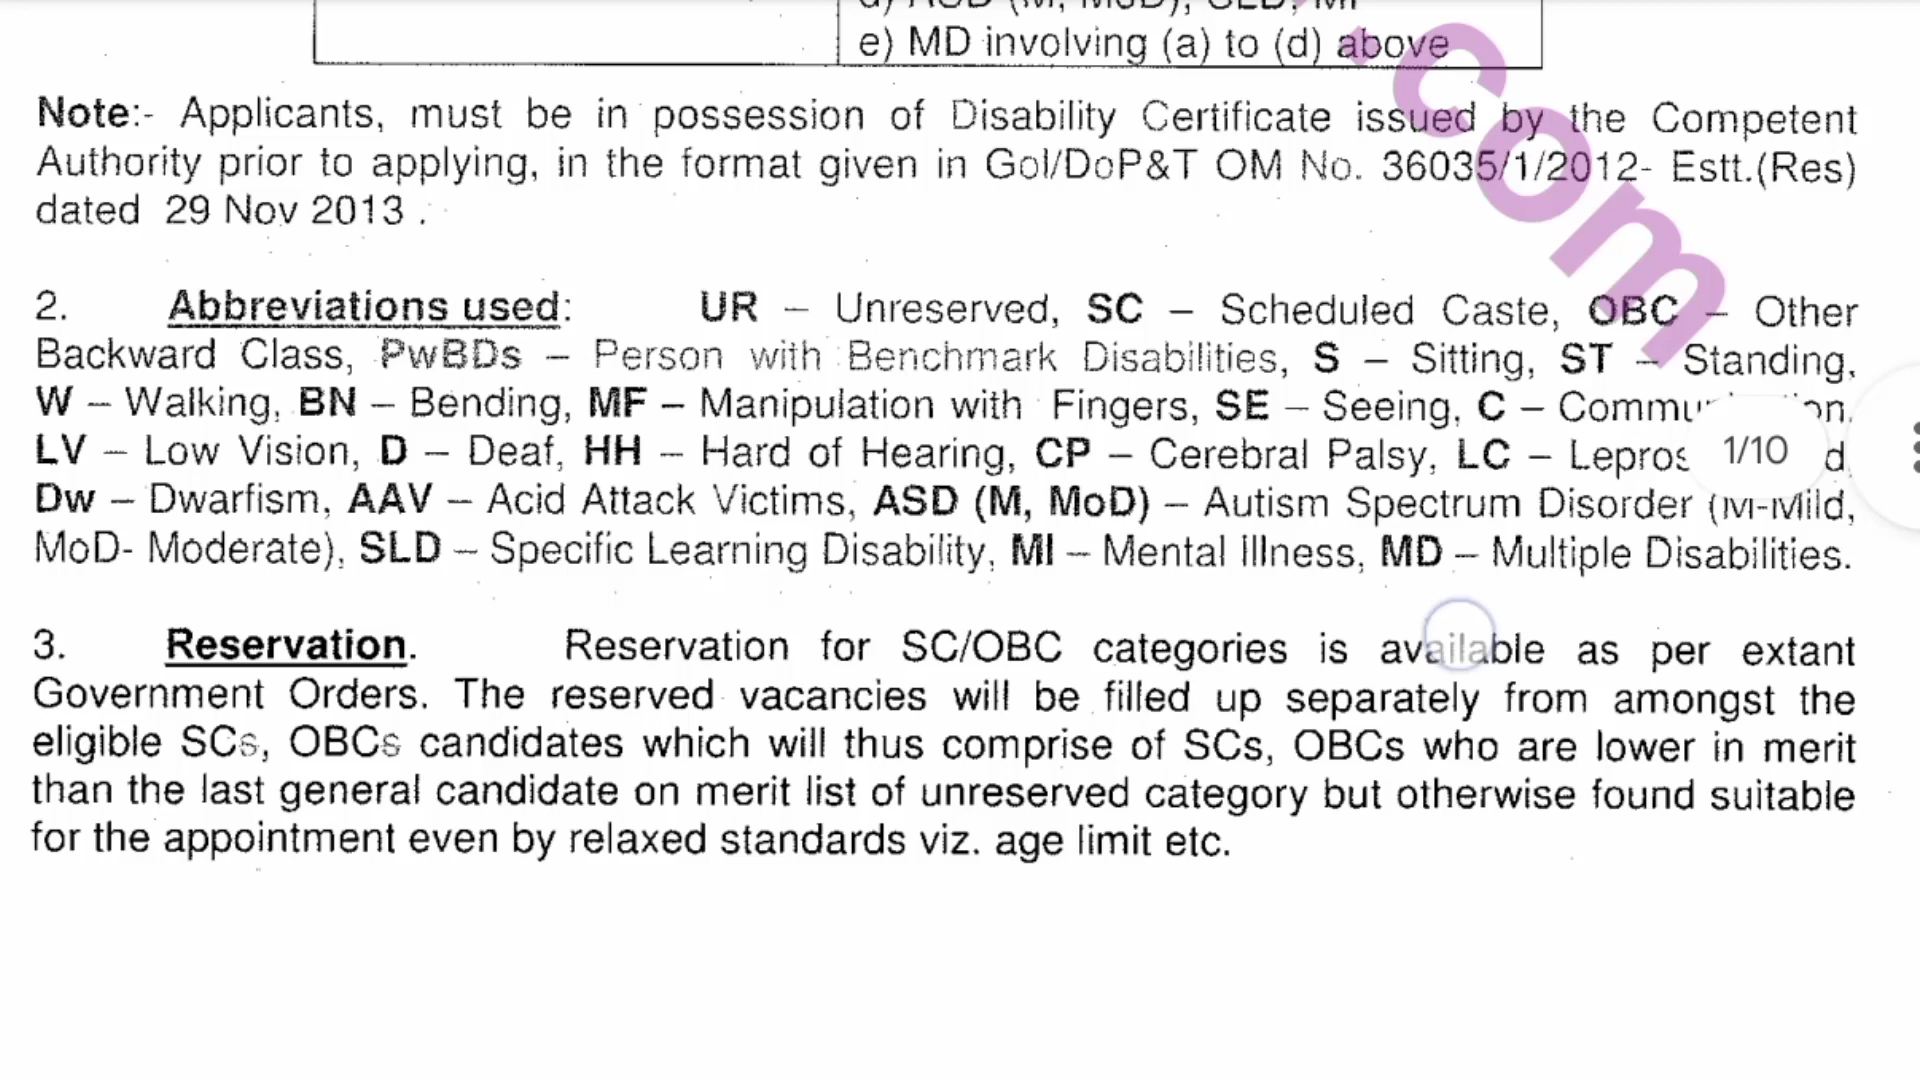 e) MD involving (a) to (d) above
Note:- Applicants, must be in possession of Disability Certificate issued by the Competent
Authority prior to applying, in the format given in GoI/DoP&T OM No. 36035/1/2012- Estt.(Res)
dated 29 Nov 2013 .
2. Abbreviations used: UR – Unreserved, SC – Scheduled Caste, OBC – Other
Backward Class, PwBDs – Person with Benchmark Disabilities, S – Sitting, ST – Standing,
W – Walking, BN – Bending, MF – Manipulation with Fingers, SE – Seeing, C –
LV – Low Vision, D – Deaf, HH – Hard of Hearing, CP – Cerebral Palsy, LC –
1/10
Dw – Dwarfism, AAV – Acid Attack Victims, ASD (M, MoD) – Autism Spectrum Disorder (M-Mild,
MoD- Moderate), SLD – Specific Learning Disability, MI – Mental Illness, MD – Multiple Disabilities.
3. Reservation. Reservation for SC/OBC categories is available as per extant
Government Orders. The reserved vacancies will be filled up separately from amongst the
eligible SCs, OBCs candidates which will thus comprise of SCs, OBCs who are lower in merit
than the last general candidate on merit list of unreserved category but otherwise found suitable
for the appointment even by relaxed standards viz. age limit etc.
.com